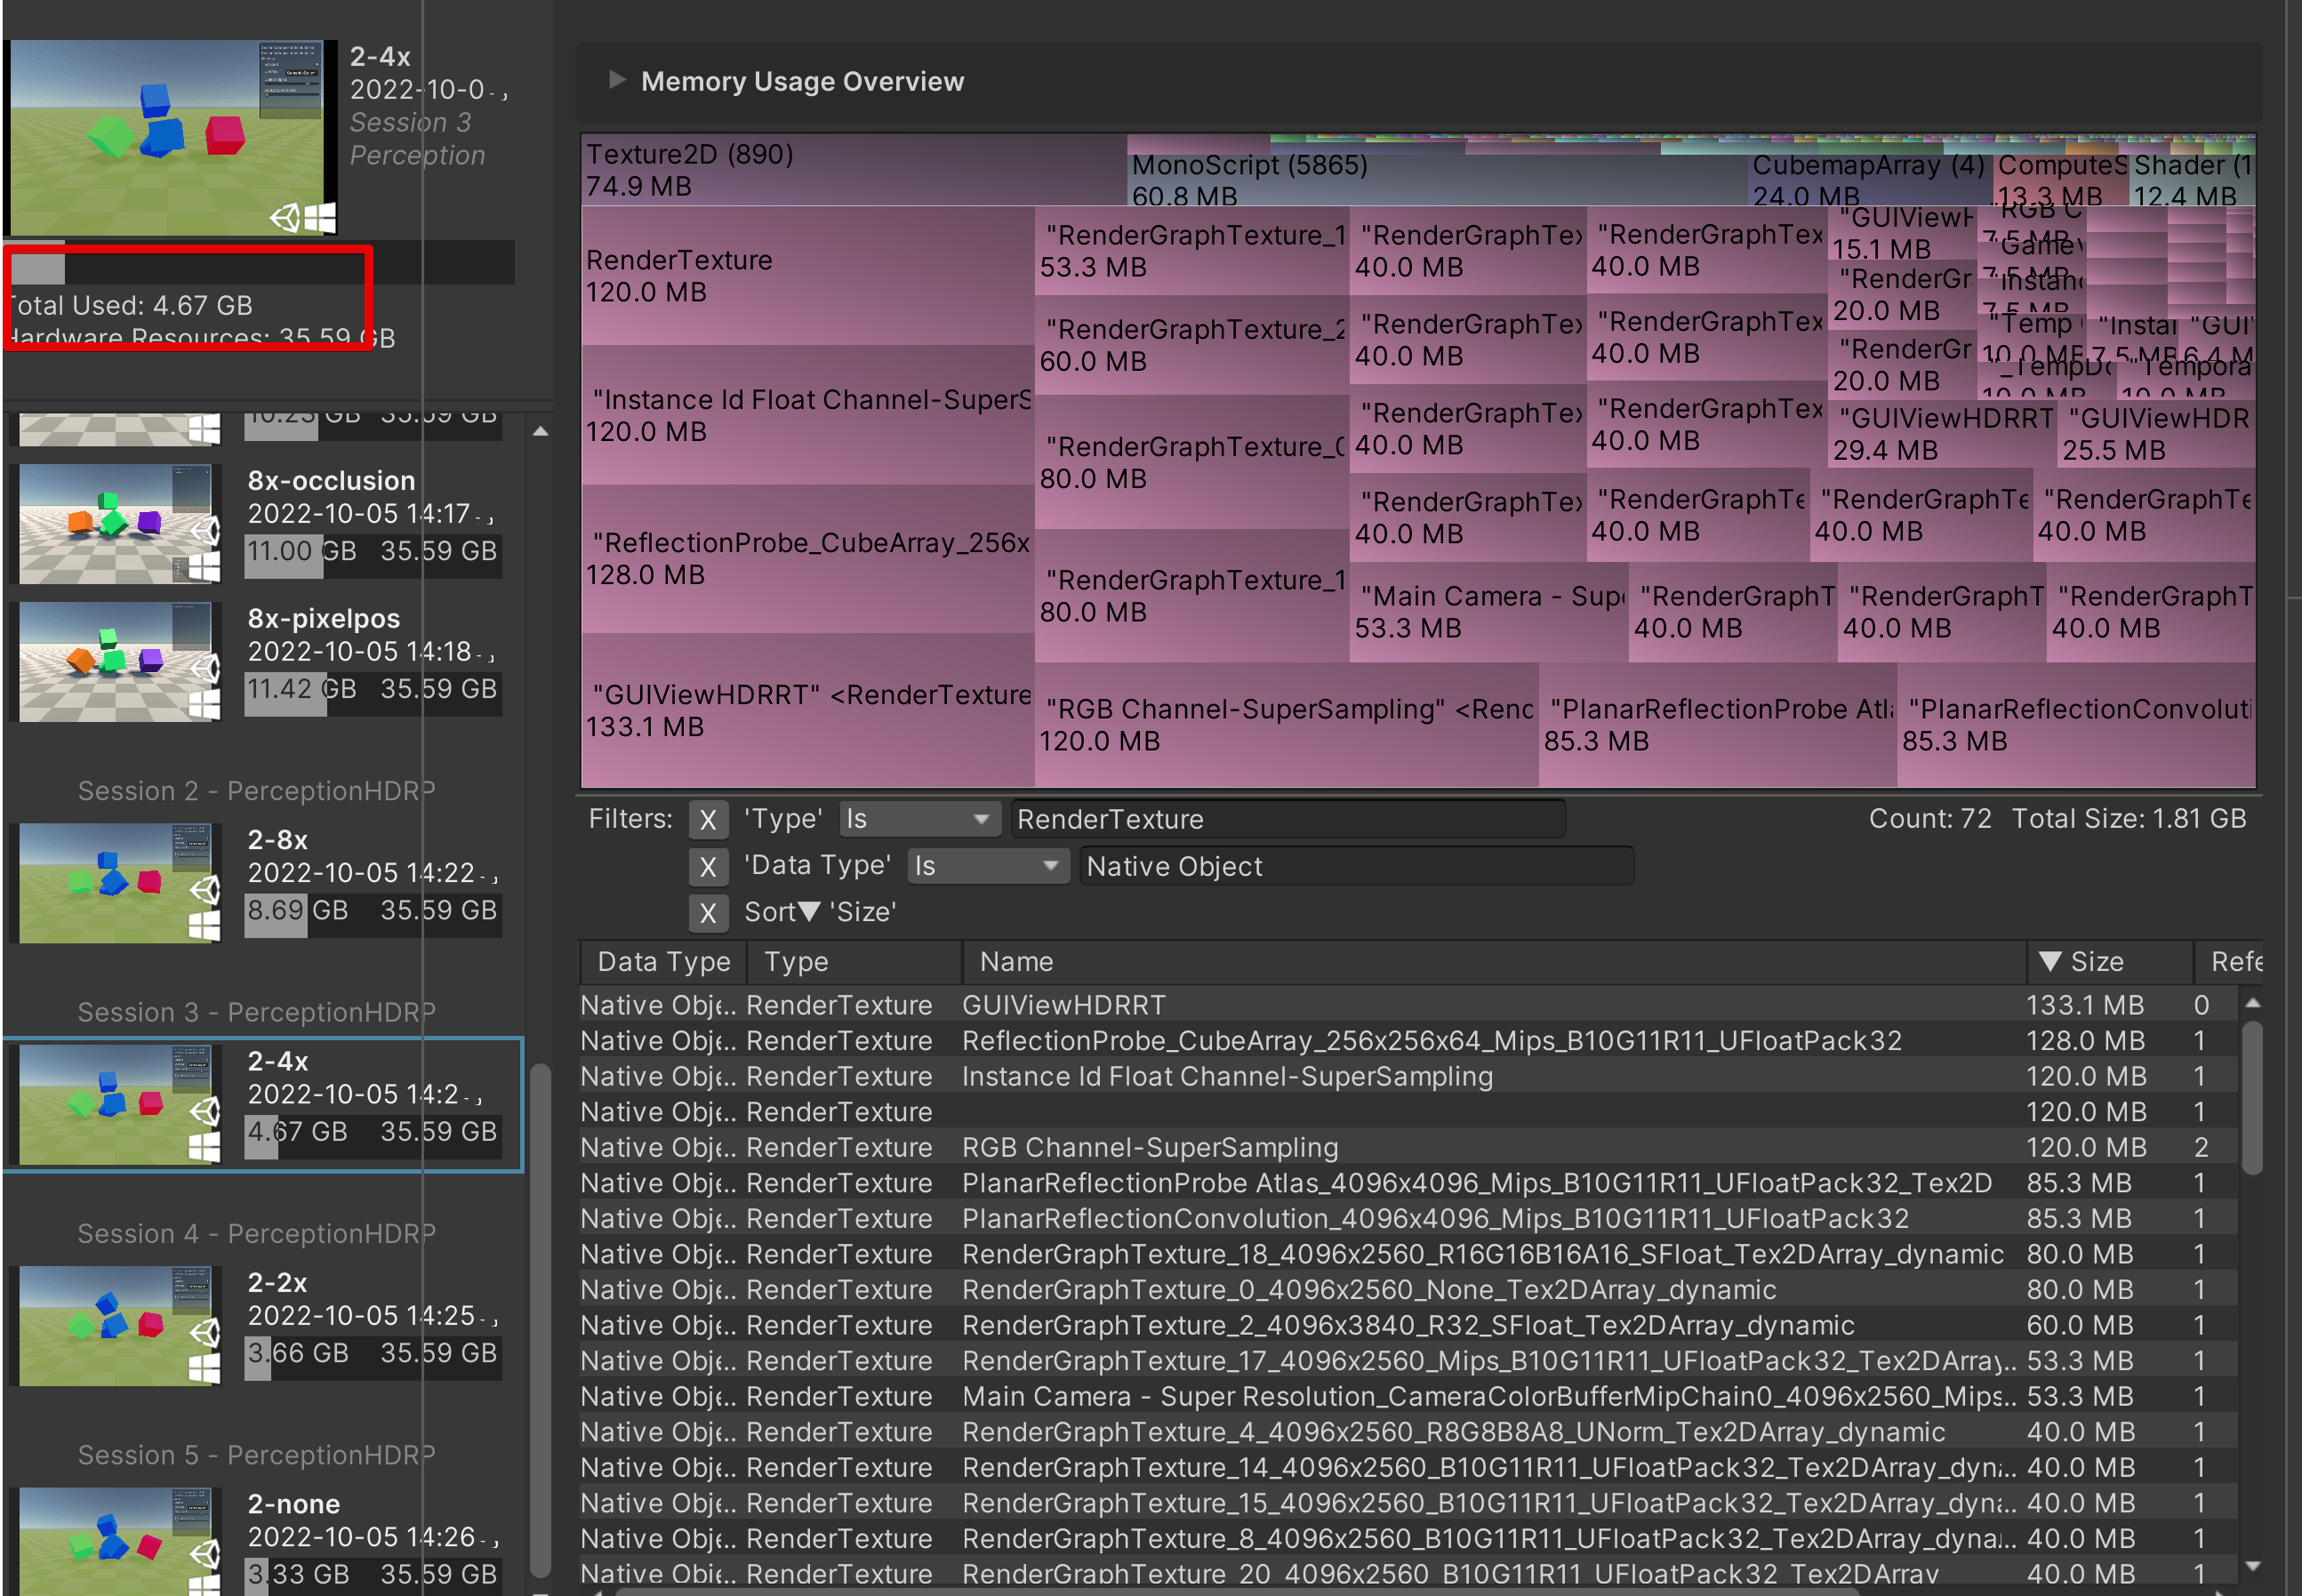 2-4x
2022-10-0
Session 3
Perception
Total Used: 4.67 GB
Hardware Resources: 35.59 GB
10.23 GB 35.59 GB
8x-occlusion
2022-10-05 14:17
11.00 GB 35.59 GB
8x-pixelpos
2022-10-05 14:18
11.42 GB 35.59 GB
Session 2 - PerceptionHDRP
2-8x
2022-10-05 14:22
8.69 GB 35.59 GB
Session 3 - PerceptionHDRP
2-4x
2022-10-05 14:2
4.67 GB 35.59 GB
Session 4 - PerceptionHDRP
2-2x
2022-10-05 14:25
3.66 GB 35.59 GB
Session 5 - PerceptionHDRP
2-none
2022-10-05 14:26
3.33 GB 35.59 GB
Memory Usage Overview
Texture2D (890)
74.9 MB
MonoScript (5865)
60.8 MB
CubemapArray (4)
24.0 MB
ComputeS
13.3 MB
Shader (1
12.4 MB
RenderTexture
120.0 MB
"Instance Id Float Channel-SuperS
120.0 MB
"ReflectionProbe_CubeArray_256x
128.0 MB
"GUIViewHDRRT" <RenderTexture
133.1 MB
"RenderGraphTexture_1
53.3 MB
"RenderGraphTexture_2
60.0 MB
"RenderGraphTexture_0
80.0 MB
"RenderGraphTexture_1
80.0 MB
"RenderGraphTex
40.0 MB
"RenderGraphTex
40.0 MB
"RenderGraphTex
40.0 MB
"RenderGraphTex
40.0 MB
"RenderGraphTex
40.0 MB
"RenderGraphTex
40.0 MB
"RenderGraphTex
40.0 MB
"RenderGraphTe
40.0 MB
"RenderGraphTe
40.0 MB
"RenderGraphTe
40.0 MB
"GUIViewH
15.1 MB
"RenderGr
20.0 MB
"RenderGr
20.0 MB
RGB C
7.5 MB
"Game
7.5 MB
"Instanc
7.5 MB
"Temp
10.0 MB
"Instal
7.5 MB
"GUI
6.4 M
"_TempD
10.0 MB
"Tempora
10.0 MB
"GUIViewHDRRT
29.4 MB
"GUIViewHDR
25.5 MB
"Main Camera - Sup
53.3 MB
"RenderGraphT
40.0 MB
"RenderGraphT
40.0 MB
"RenderGraphT
40.0 MB
"RGB Channel-SuperSampling" <Rend
120.0 MB
"PlanarReflectionProbe Atl
85.3 MB
"PlanarReflectionConvoluti
85.3 MB
Filters: X 'Type' Is RenderTexture Count: 72 Total Size: 1.81 GB
X 'Data Type' Is Native Object
X Sort▼ 'Size'
Data Type Type Name ▼ Size Refe
Native Obje.. RenderTexture GUIViewHDRRT 133.1 MB 0
Native Obje.. RenderTexture ReflectionProbe_CubeArray_256x256x64_Mips_B10G11R11_UFloatPack32 128.0 MB 1
Native Obje.. RenderTexture Instance Id Float Channel-SuperSampling 120.0 MB 1
Native Obje.. RenderTexture 120.0 MB 1
Native Obje.. RenderTexture RGB Channel-SuperSampling 120.0 MB 2
Native Obje.. RenderTexture PlanarReflectionProbe Atlas_4096x4096_Mips_B10G11R11_UFloatPack32_Tex2D 85.3 MB 1
Native Obje.. RenderTexture PlanarReflectionConvolution_4096x4096_Mips_B10G11R11_UFloatPack32 85.3 MB 1
Native Obje.. RenderTexture RenderGraphTexture_18_4096x2560_R16G16B16A16_SFloat_Tex2DArray_dynamic 80.0 MB 1
Native Obje.. RenderTexture RenderGraphTexture_0_4096x2560_None_Tex2DArray_dynamic 80.0 MB 1
Native Obje.. RenderTexture RenderGraphTexture_2_4096x3840_R32_SFloat_Tex2DArray_dynamic 60.0 MB 1
Native Obje.. RenderTexture RenderGraphTexture_17_4096x2560_Mips_B10G11R11_UFloatPack32_Tex2DArray.. 53.3 MB 1
Native Obje.. RenderTexture Main Camera - Super Resolution_CameraColorBufferMipChain0_4096x2560_Mips.. 53.3 MB 1
Native Obje.. RenderTexture RenderGraphTexture_4_4096x2560_R8G8B8A8_UNorm_Tex2DArray_dynamic 40.0 MB 1
Native Obje.. RenderTexture RenderGraphTexture_14_4096x2560_B10G11R11_UFloatPack32_Tex2DArray_dyn.. 40.0 MB 1
Native Obje.. RenderTexture RenderGraphTexture_15_4096x2560_B10G11R11_UFloatPack32_Tex2DArray_dyna.. 40.0 MB 1
Native Obje.. RenderTexture RenderGraphTexture_8_4096x2560_B10G11R11_UFloatPack32_Tex2DArray_dyna.. 40.0 MB 1
Native Obje.. RenderTexture RenderGraphTexture_20_4096x2560_B10G11R11_UFloatPack32_Tex2DArray 40.0 MB 1